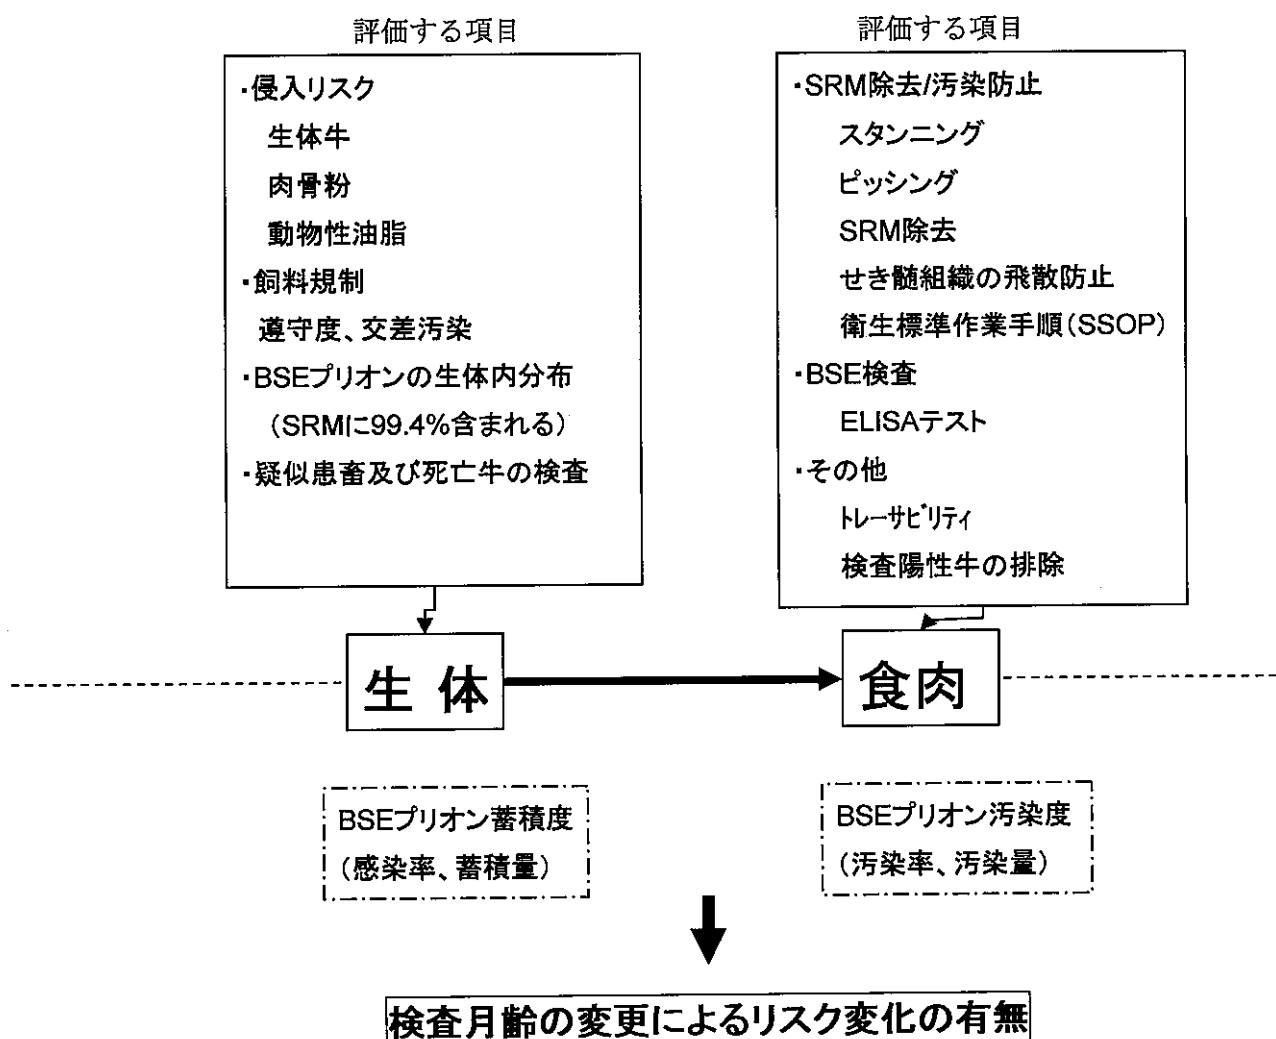 評価する項目
・侵入リスク
生体牛
肉骨粉
動物性油脂
・飼料規制
遵守度、交差汚染
・BSEプリオンの生体内分布
（SRMに99.4%含まれる）
・疑似患畜及び死亡牛の検査
評価する項目
・SRM除去/汚染防止
スタンニング
ピッシング
SRM除去
せき髄組織の飛散防止
衛生標準作業手順(SSOP)
・BSE検査
ELISAテスト
・その他
ﾄﾚｰｻﾋﾞﾘﾃｨ
検査陽性牛の排除
生 体
食肉
BSEプリオン蓄積度
(感染率、蓄積量)
BSEプリオン汚染度
(汚染率、汚染量)
検査月齢の変更によるリスク変化の有無